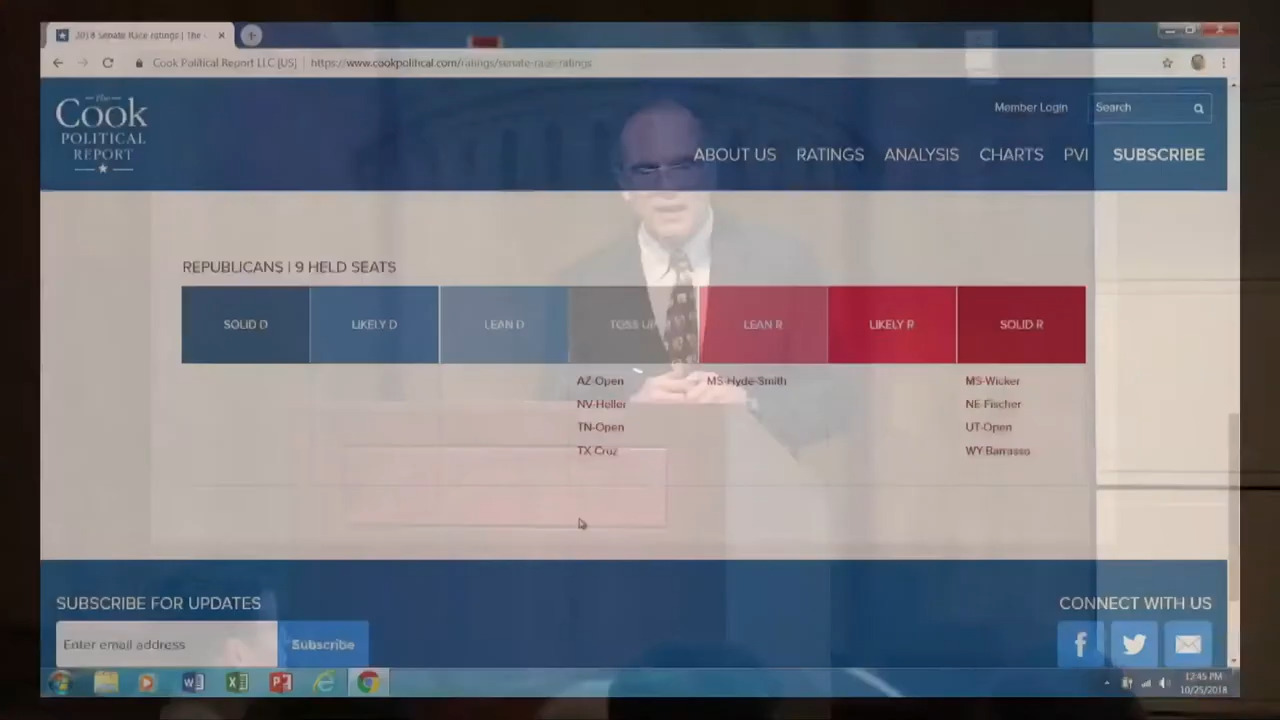 2018 Senate Race ratings | The
Cook Political Report LLC [US]
https://www.cookpolitical.com/ratings/senate-race-ratings
The
Cook
POLITICAL
REPORT
Member Login
Search
ABOUT US
RATINGS
ANALYSIS
CHARTS
PVI
SUBSCRIBE
REPUBLICANS | 9 HELD SEATS
SOLID D
LIKELY D
LEAN D
TOSS UP
LEAN R
LIKELY R
SOLID R
AZ-Open
MS-Hyde-Smith
MS-Wicker
NV-Heller
NE-Fischer
TN-Open
UT-Open
TX-Cruz
WY-Barrasso
SUBSCRIBE FOR UPDATES
CONNECT WITH US
Enter email address
Subscribe
12:45 PM
10/25/2018